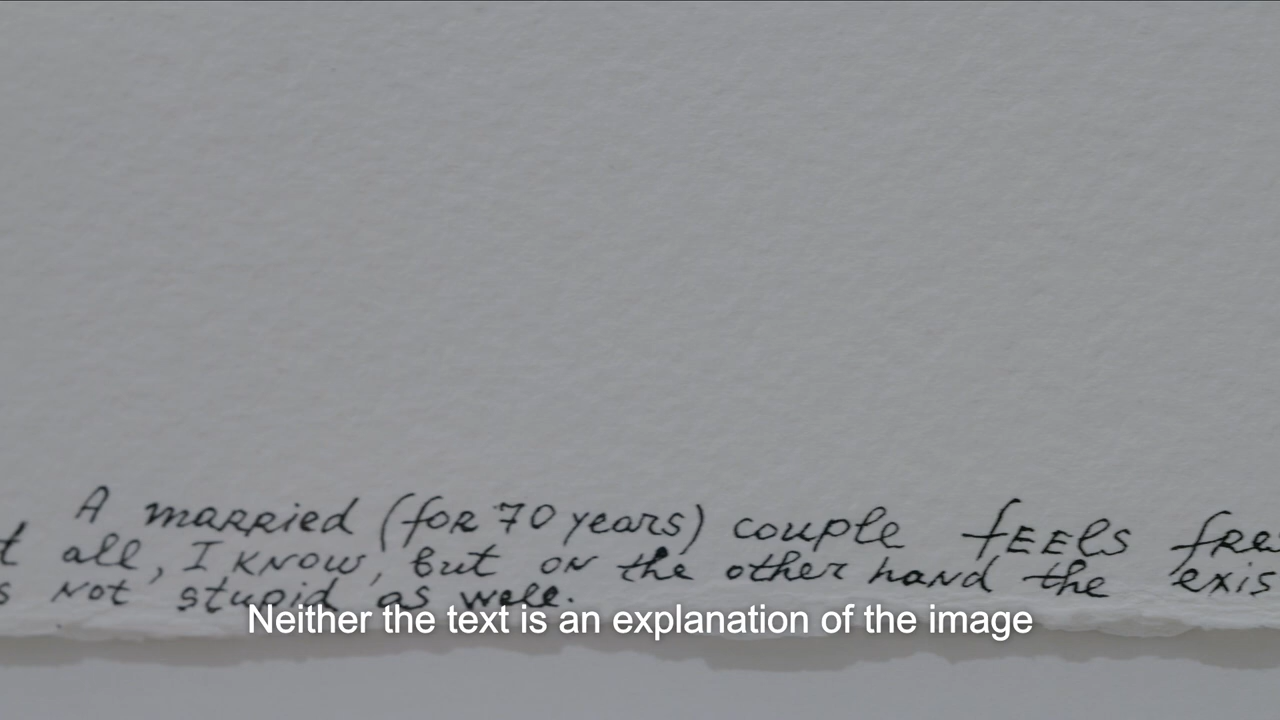 A married (for 70 years) couple feels
all, I know, but on the other hand the
not stupid as well.
Neither the text is an explanation of the image